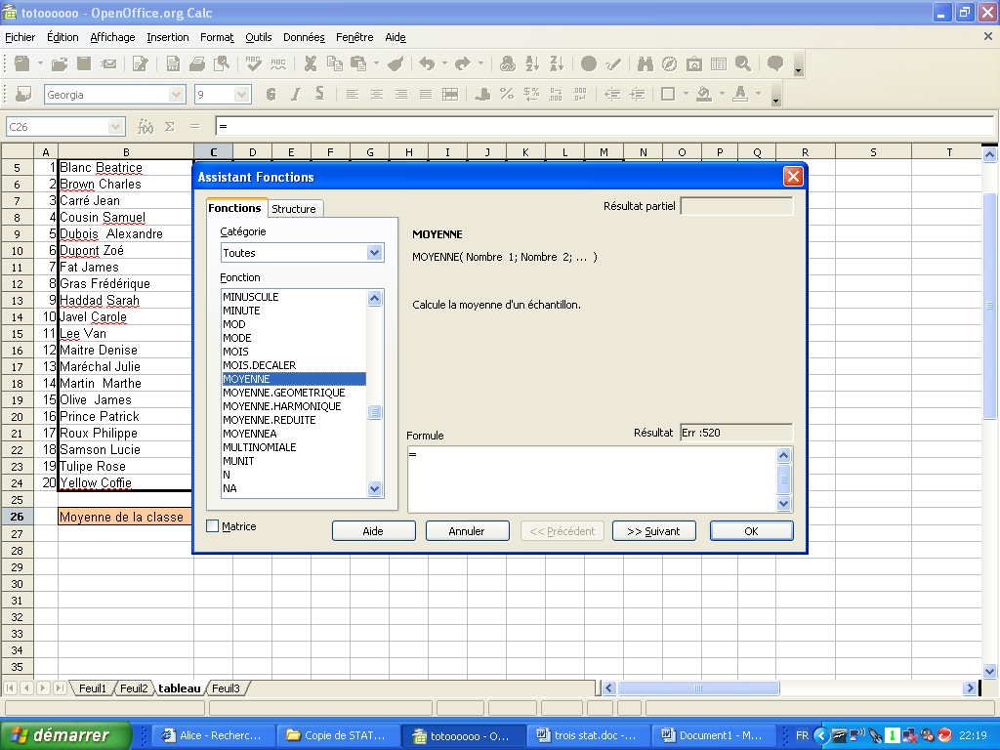 totoooooo - OpenOffice.org Calc
Fichier Édition Affichage Insertion Format Outils Données Fenêtre Aide
Georgia 9 G I S
C26 f(x) Σ = =
A B C D E F G H I J K L M N O P Q R S T
5 1 Blanc Beatrice
6 2 Brown Charles
7 3 Carré Jean
8 4 Cousin Samuel
9 5 Dubois Alexandre
10 6 Dupont Zoé
11 7 Fat James
12 8 Gras Frédérique
13 9 Haddad Sarah
14 10 Javel Carole
15 11 Lee Van
16 12 Maitre Denise
17 13 Maréchal Julie
18 14 Martin Marthe
19 15 Olive James
20 16 Prince Patrick
21 17 Roux Philippe
22 18 Samson Lucie
23 19 Tulipe Rose
24 20 Yellow Coffie
25
26 Moyenne de la classe
27
28
29
30
31
32
33
34
35
Assistant Fonctions
Fonctions Structure
Résultat partiel
Catégorie
Toutes
Fonction
MINUSCULE
MINUTE
MOD
MODE
MOIS
MOIS.DECALER
MOYENNE
MOYENNE.GEOMETRIQUE
MOYENNE.HARMONIQUE
MOYENNE.REDUITE
MOYENNEA
MULTINOMIALE
MUNIT
N
NA
MOYENNE
MOYENNE( Nombre 1; Nombre 2; ... )
Calcule la moyenne d'un échantillon.
Formule
Résultat Err :520
=
Matrice
Aide Annuler << Précédent >> Suivant OK
Feuil1 Feuil2 tableau Feuil3
démarrer Alice - Recherc... Copie de STAT... totoooooo - O... trois stat.doc -... Document1 - M... FR 1 22:19